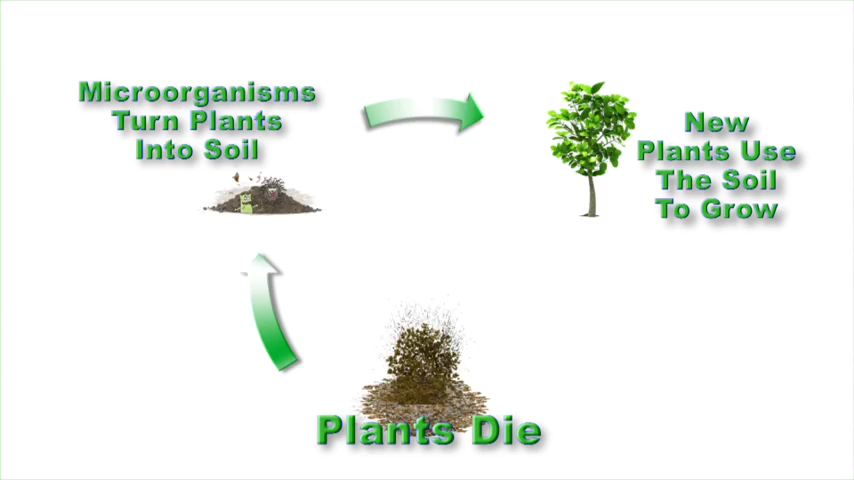 Microorganisms
Turn Plants
Into Soil
New
Plants Use
The Soil
To Grow
Plants Die